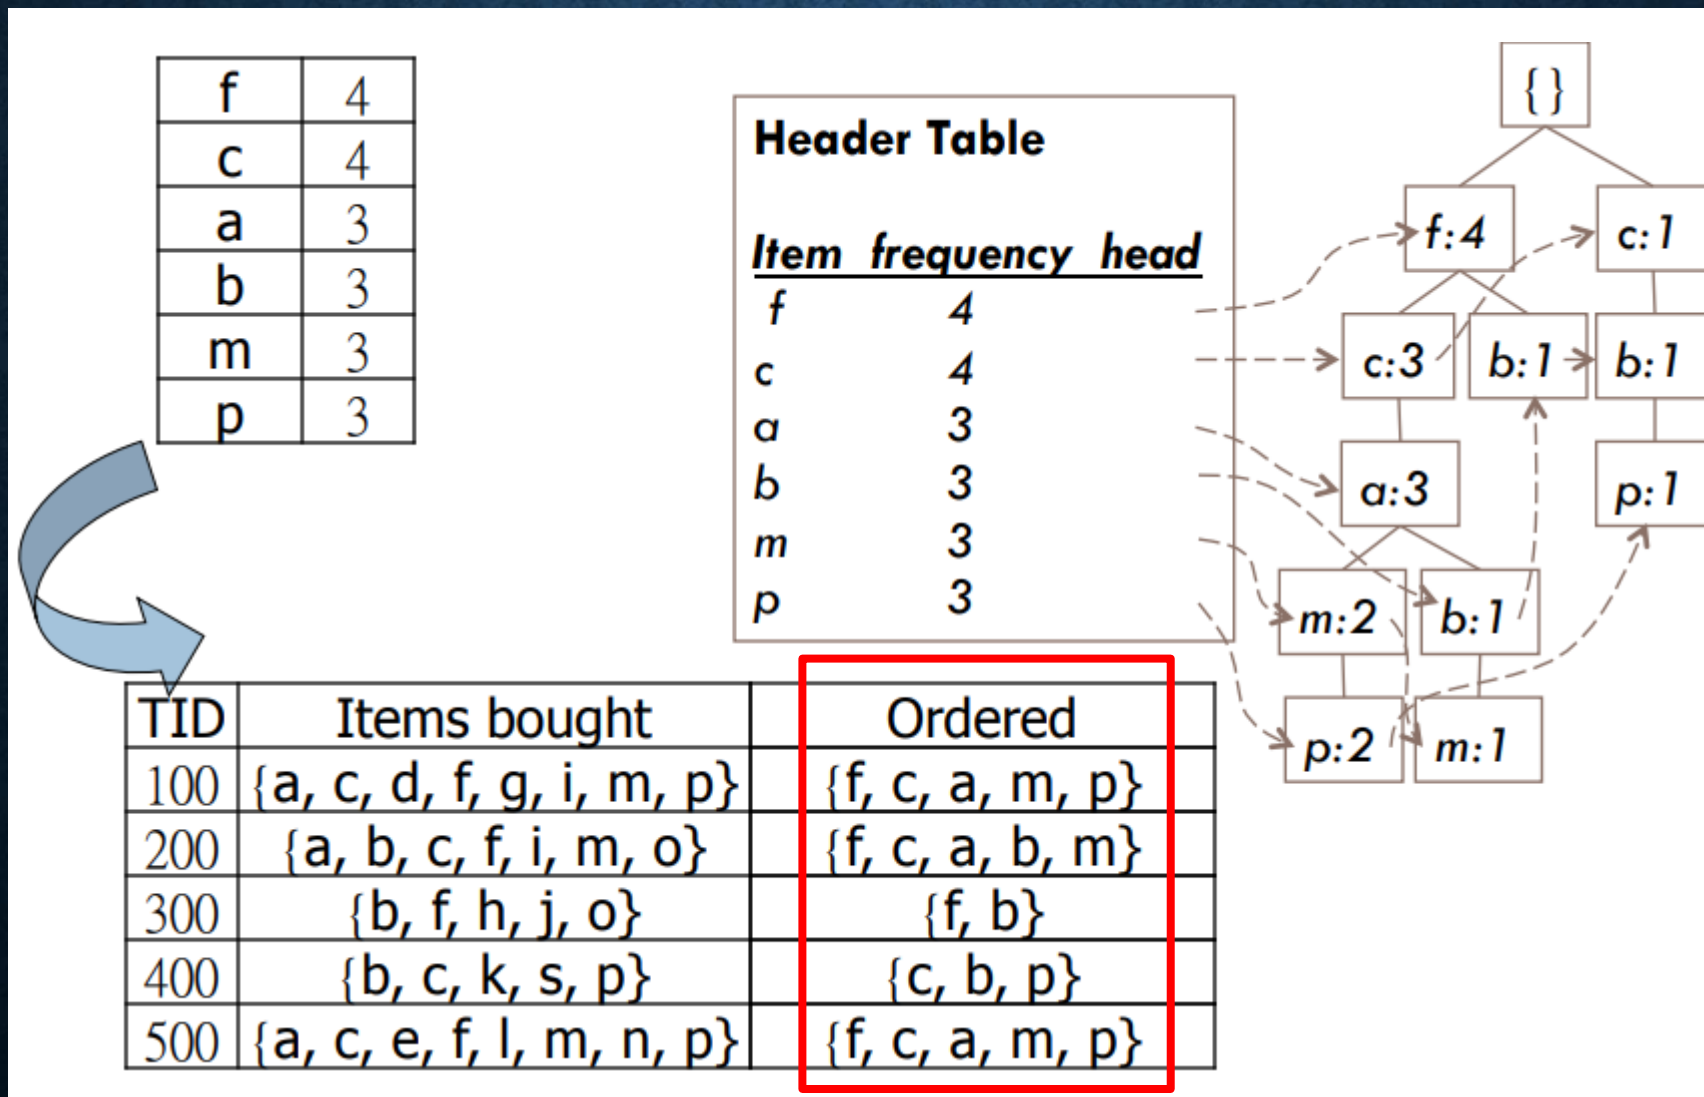 f 4
c 4
a 3
b 3
m 3
p 3
Header Table
Item frequency head
f 4
c 4
a 3
b 3
m 3
p 3
{}
f:4 c:1
c:3 b:1 b:1
a:3 p:1
m:2 b:1
p:2 m:1
TID Items bought Ordered
100 {a, c, d, f, g, i, m, p} {f, c, a, m, p}
200 {a, b, c, f, i, m, o} {f, c, a, b, m}
300 {b, f, h, j, o} {f, b}
400 {b, c, k, s, p} {c, b, p}
500 {a, c, e, f, l, m, n, p} {f, c, a, m, p}